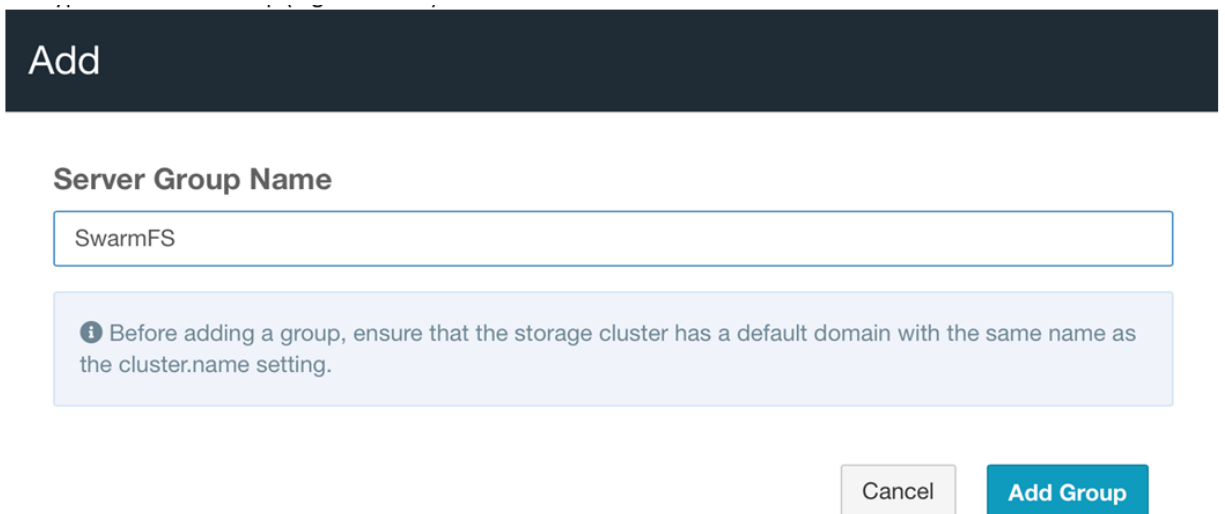 Add
Server Group Name
SwarmFS
Before adding a group, ensure that the storage cluster has a default domain with the same name as
the cluster.name setting.
Cancel
Add Group